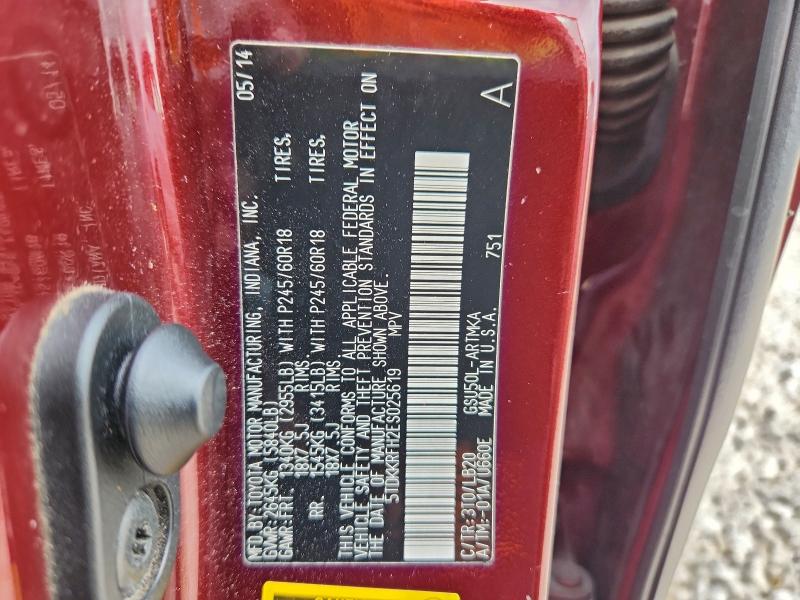 MFD.BY:TOYOTA MOTOR MANUFACTURING, INDIANA, INC. 05/14
GVWR:2645KG (5840LB)
GAWR:FRT. 1340KG (2955LB) WITH P245/60R18 TIRES,
18X7.5J RIMS
RR 1545KG (3415LB) WITH P245/60R18 TIRES,
18X7.5J RIMS
THIS VEHICLE CONFORMS TO ALL APPLICABLE FEDERAL MOTOR
VEHICLE SAFETY AND THEFT PREVENTION STANDARDS IN EFFECT ON
THE DATE OF MANUFACTURE SHOWN ABOVE.
5TDKKRFH2ES025619 MPV
C/TR:3T0/LB20 GSU50L-ARTMKA
A/TM:-01A/U660E MADE IN U.S.A. 751 A